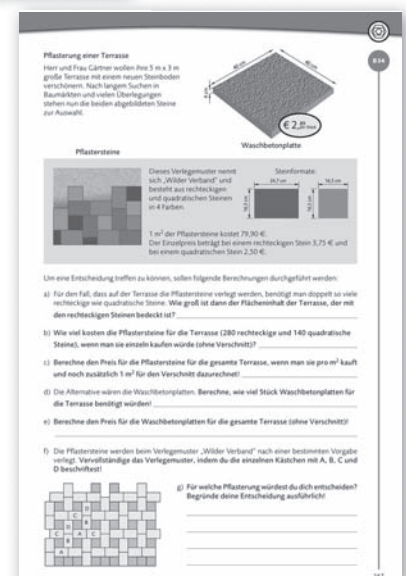 Pflasterung einer Terrasse
Herr und Frau Gärtner wollen ihre 5 m x 3 m
große Terrasse mit einem neuen Steinboden
verschönern. Nach langem Suchen in
Baumärkten und vielen Überlegungen
stehen nun die beiden abgebildeten Steine
zur Auswahl.
40 cm
40 cm
€ 2,
Waschbetonplatte
B34
Pflastersteine
Dieses Verlegemuster nennt
sich „Wilder Verband“ und
besteht aus rechteckigen
und quadratischen Steinen
in 4 Farben.
Steinformate:
1 m² der Pflastersteine kostet 79,90 €.
Der Einzelpreis beträgt bei einem rechteckigen Stein 3,75 € und
bei einem quadratischen Stein 2,50 €.
Um eine Entscheidung treffen zu können, sollen folgende Berechnungen durchgeführt werden:
a) Für den Fall, dass auf der Terrasse die Pflastersteine verlegt werden, benötigt man doppelt so viele
rechteckige wie quadratische Steine. Wie groß ist dann der Flächeninhalt der Terrasse, der mit
den rechteckigen Steinen bedeckt ist?
b) Wie viel kosten die Pflastersteine für die Terrasse (280 rechteckige und 140 quadratische
Steine), wenn man sie einzeln kaufen würde (ohne Verschnitt)?
c) Berechne den Preis für die Pflastersteine für die gesamte Terrasse, wenn man sie pro m² kauft
und noch zusätzlich 1 m² für den Verschnitt dazurechnet!
d) Die Alternative wären die Waschbetonplatten. Berechne, wie viel Stück Waschbetonplatten für
die Terrasse benötigt würden!
e) Berechne den Preis für die Waschbetonplatten für die gesamte Terrasse (ohne Verschnitt)!
f) Die Pflastersteine werden beim Verlegemuster „Wilder Verband“ nach einer bestimmten Vorgabe
verlegt. Vervollständige das Verlegemuster, indem du die einzelnen Kästchen mit A, B, C und
D beschriftest!
D
C B
D
C A C
B
A
g) Für welche Pflasterung würdest du dich entscheiden?
Begründe deine Entscheidung ausführlich!